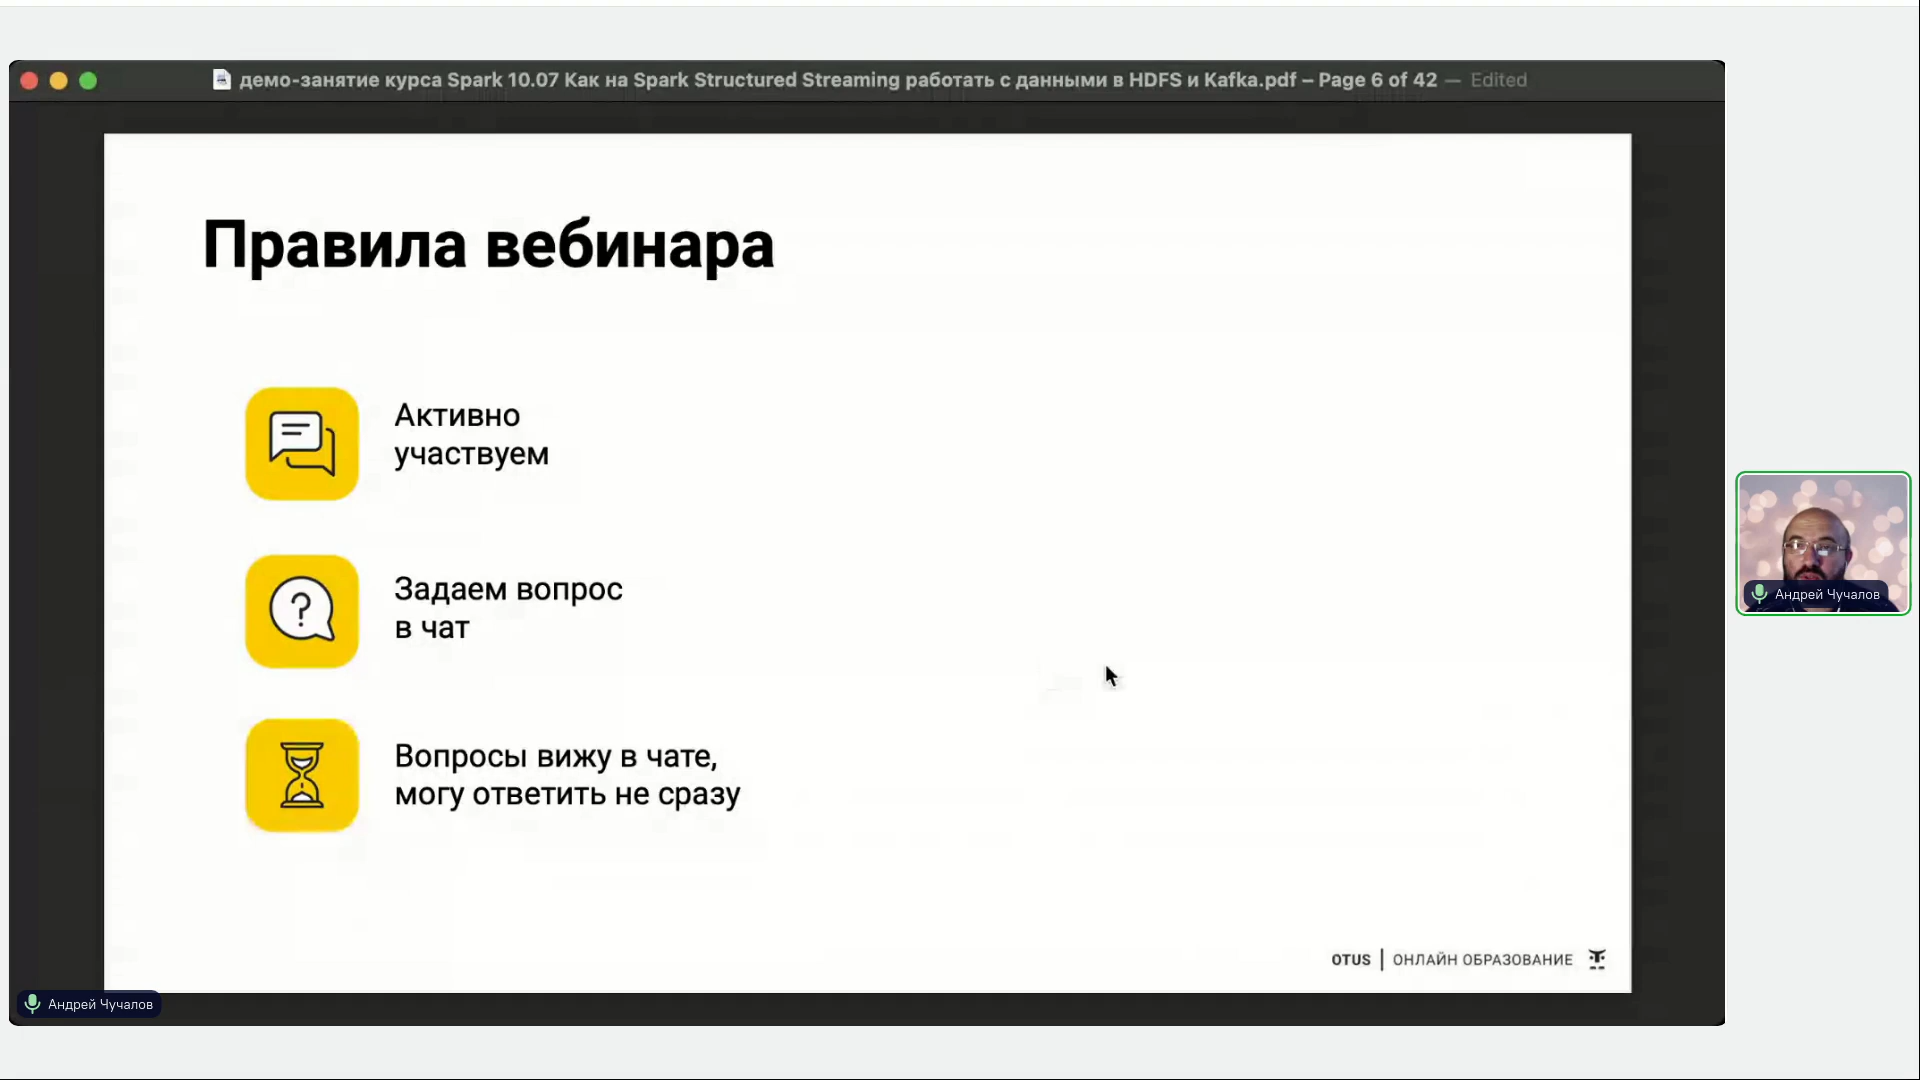 демо-занятие курса Spark 10.07 Как на Spark Structured Streaming работать с данными в HDFS и Kafka.pdf – Page 6 of 42 — Edited
Правила вебинара
Активно
участвуем
Задаем вопрос
в чат
Вопросы вижу в чате,
могу ответить не сразу
OTUS | ОНЛАЙН ОБРАЗОВАНИЕ
Андрей Чучалов
Андрей Чучалов